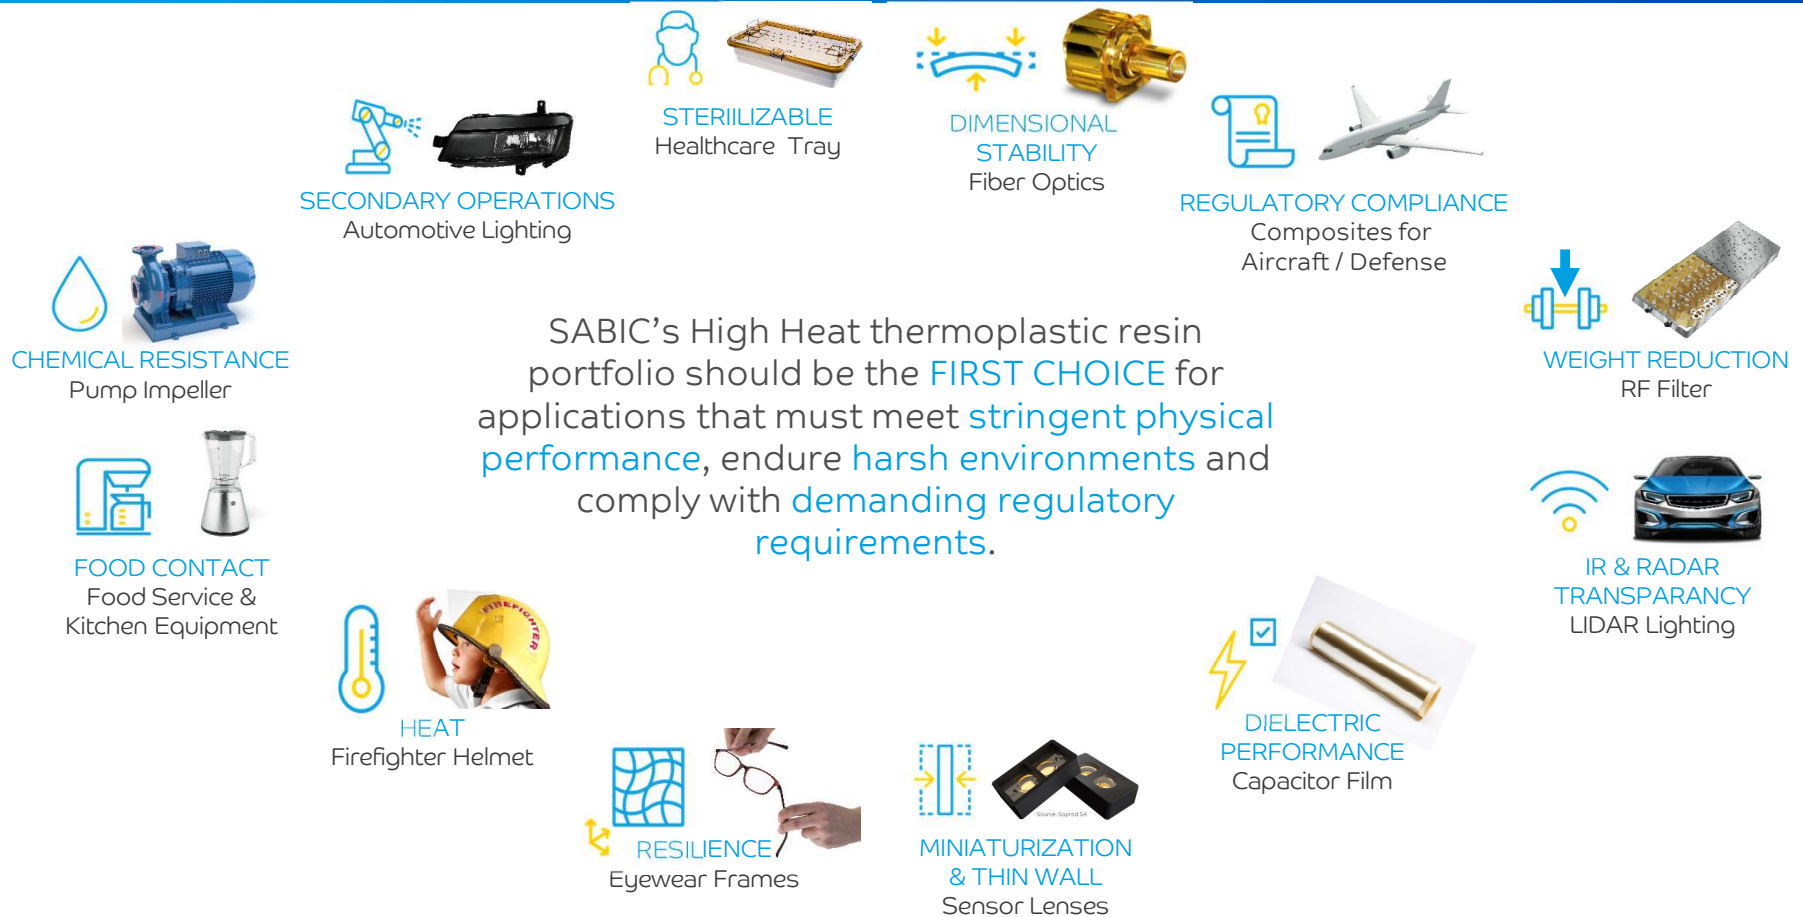 STERIILIZABLE
Healthcare Tray
DIMENSIONAL
STABILITY
Fiber Optics
SECONDARY OPERATIONS
Automotive Lighting
REGULATORY COMPLIANCE
Composites for
Aircraft / Defense
CHEMICAL RESISTANCE
Pump Impeller
WEIGHT REDUCTION
RF Filter
SABIC’s High Heat thermoplastic resin
portfolio should be the FIRST CHOICE for
applications that must meet stringent physical
performance, endure harsh environments and
comply with demanding regulatory
requirements.
FOOD CONTACT
Food Service &
Kitchen Equipment
IR & RADAR
TRANSPARANCY
LIDAR Lighting
FIREFIGHTER
HEAT
Firefighter Helmet
DIELECTRIC
PERFORMANCE
Capacitor Film
RESILIENCE
Eyewear Frames
Source: Soprod SA
MINIATURIZATION
& THIN WALL
Sensor Lenses